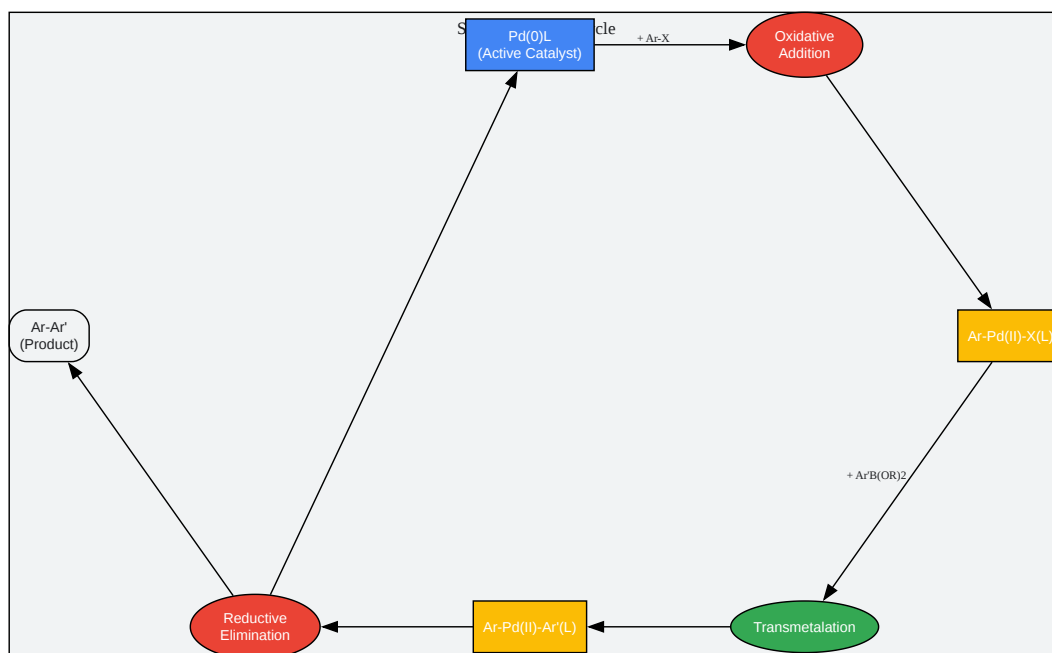 Pd(0)L
(Active Catalyst)
+ Ar-X
Oxidative
Addition
Ar-Ar'
(Product)
Ar-Pd(II)-X(L)
+ Ar'B(OR)2
Reductive
Elimination
Ar-Pd(II)-Ar'(L)
Transmetalation